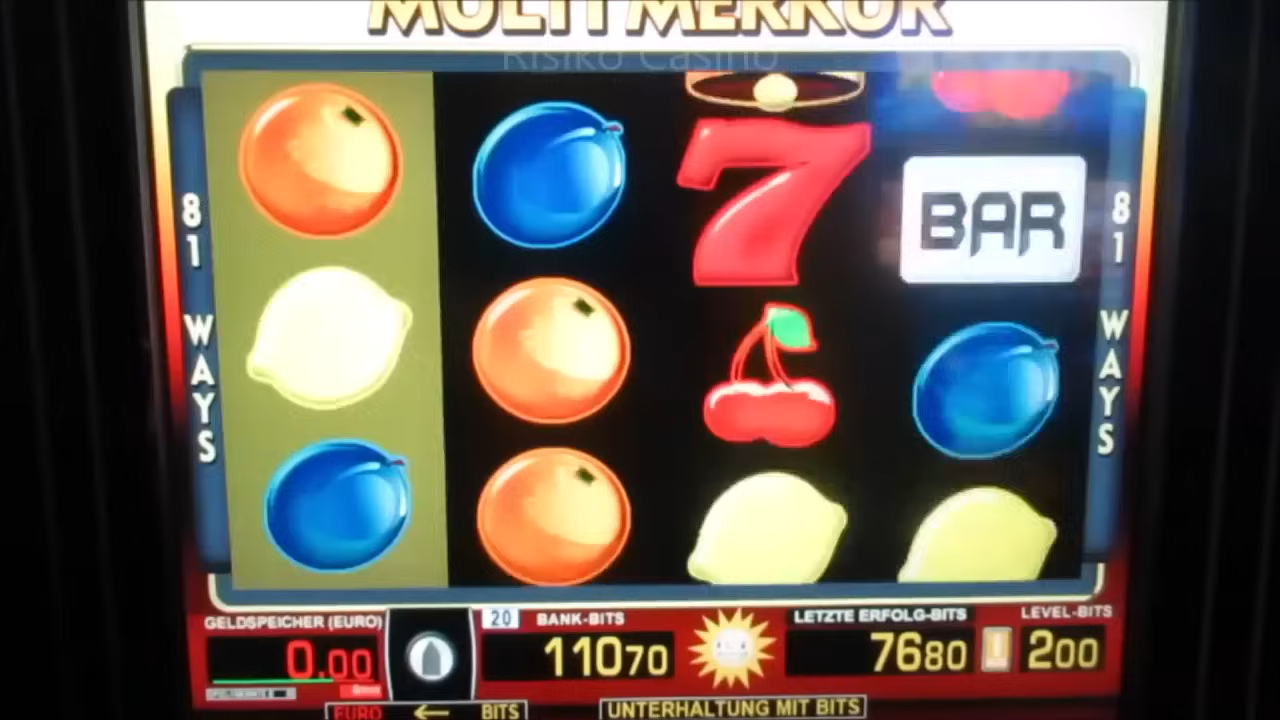 MULTI MERKUR
Risiko Casino
7
BAR
81 WAYS
81 WAYS
GELDSPEICHER (EURO)
0.00
20
BANK-BITS
11070
LETZTE ERFOLG-BITS
7680
LEVEL-BITS
200
EURO ← BITS
UNTERHALTUNG MIT BITS